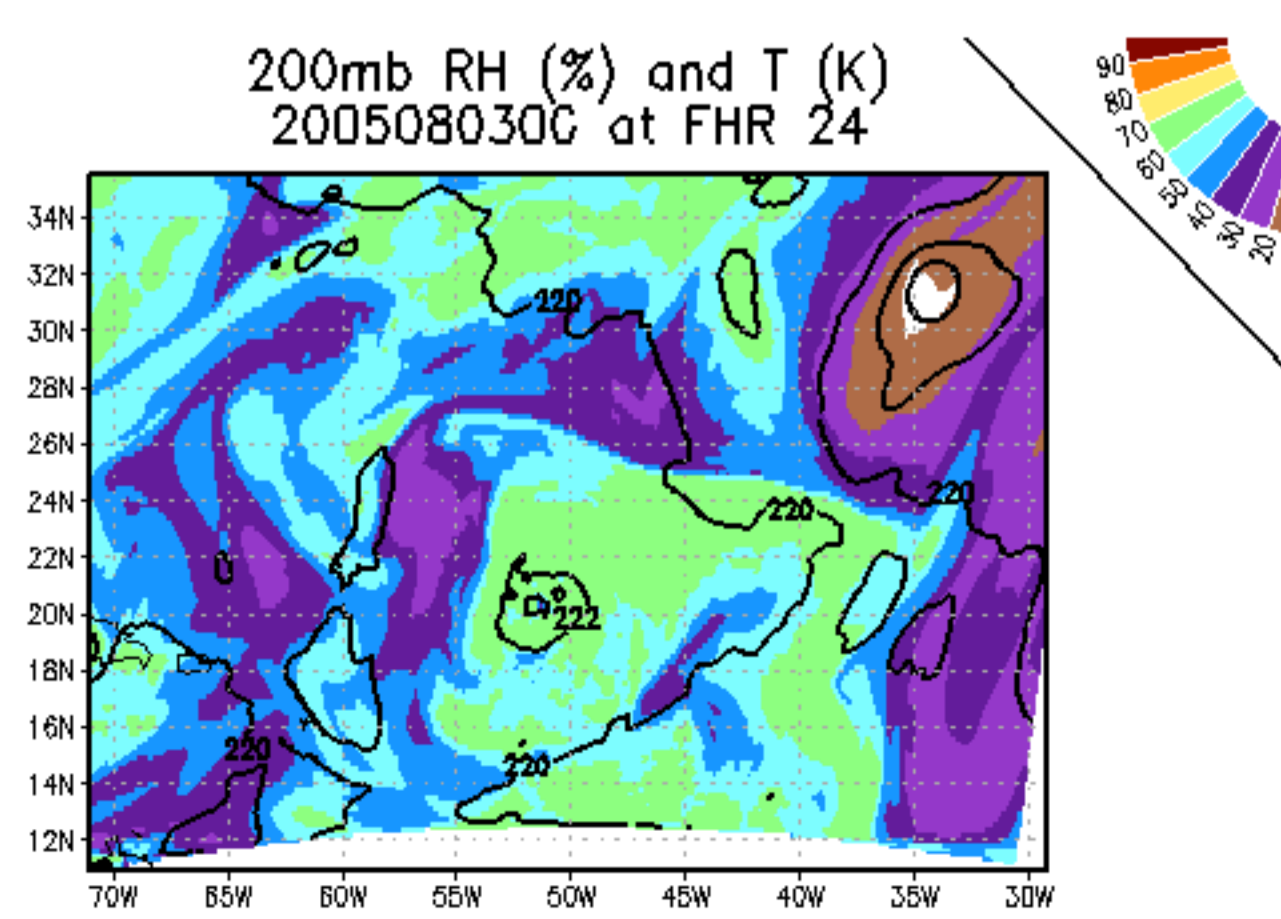 200mb RH (%) and T (K)
200508030C at FHR 24
90
80
70
60
50
40
30
20
34N
32N
30N
28N
26N
24N
22N
20N
18N
16N
14N
12N
220
220
220
222
220
220
70W 65W 60W 55W 50W 45W 40W 35W 30W